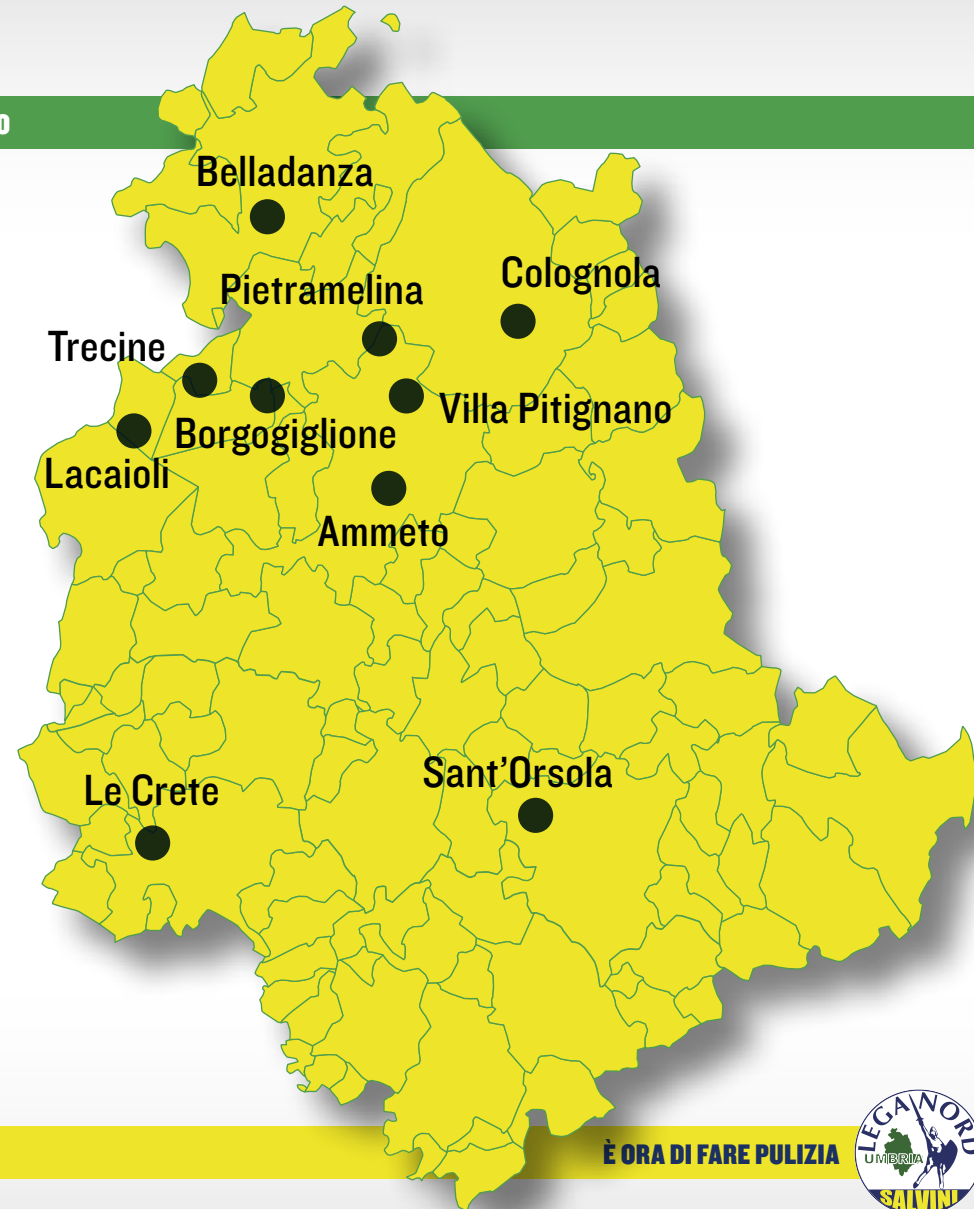 Belladanza
Colognola
Pietramelina
Trecine
Villa Pitignano
Borgogiglione
Lacaioli
Ammeto
Sant'Orsola
Le Crete
È ORA DI FARE PULIZIA
LEGA NORD
UMBRIA
SALVINI